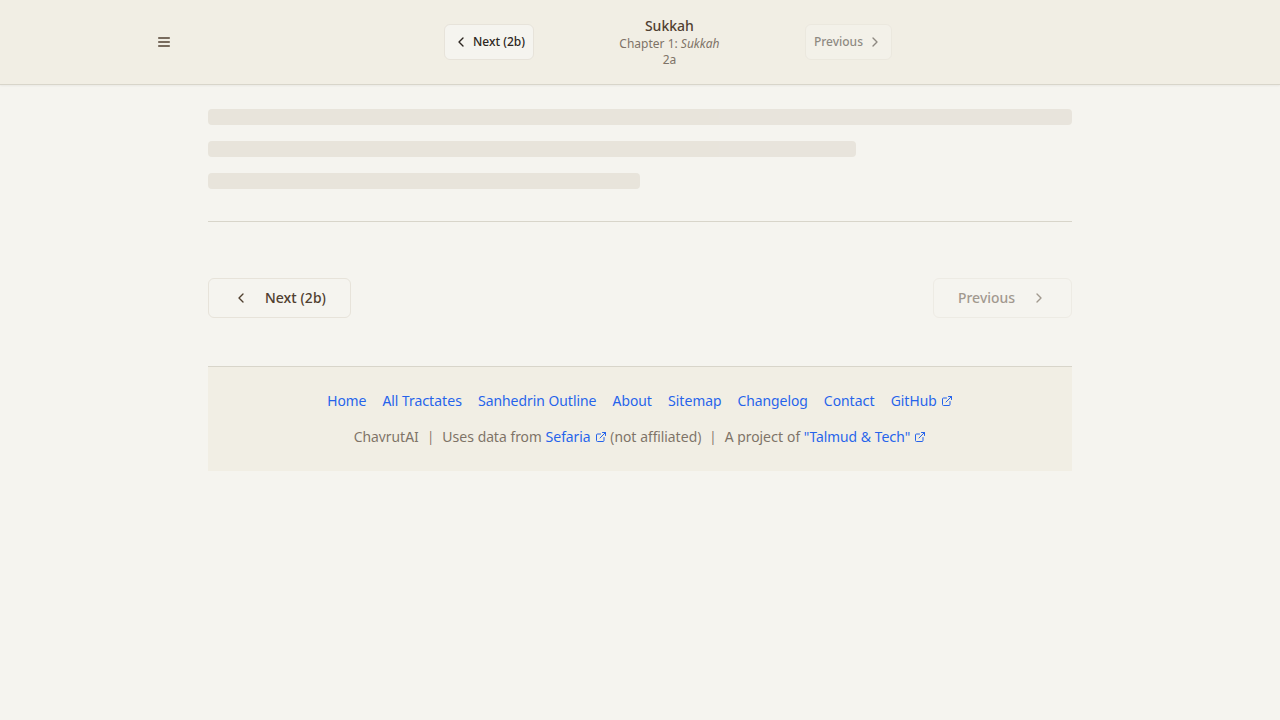 Next (2b)
Sukkah
Chapter 1: Sukkah
2a
Previous
Next (2b)
Previous
Home All Tractates Sanhedrin Outline About Sitemap Changelog Contact GitHub
ChavrutAI | Uses data from Sefaria (not affiliated) | A project of "Talmud & Tech"